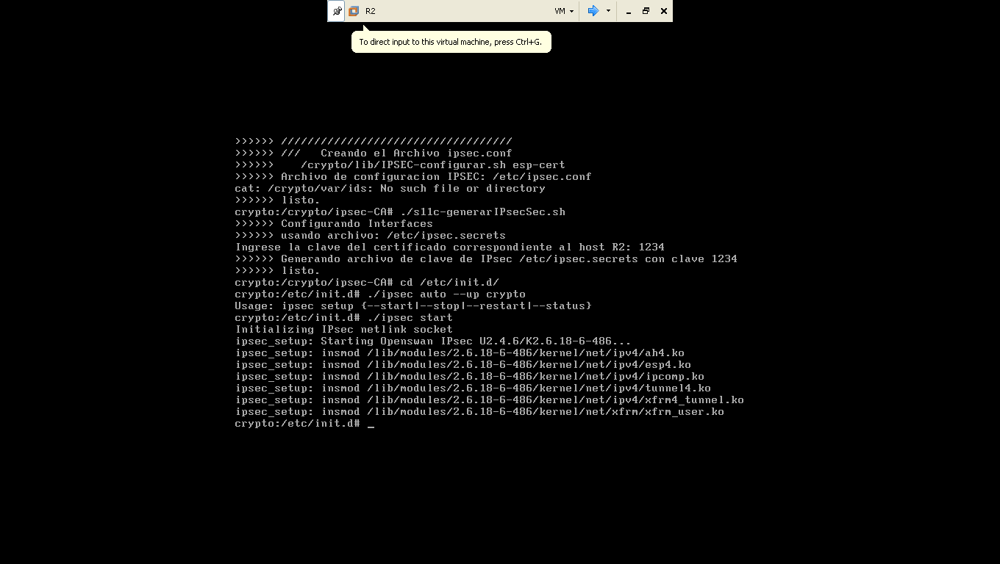 R2 VM
To direct input to this virtual machine, press Ctrl+G.
>>>>>> ///////////////////////////////////
>>>>>> ///   Creando el Archivo ipsec.conf
>>>>>>    /crypto/lib/IPSEC-configurar.sh esp-cert
>>>>>> Archivo de configuracion IPSEC: /etc/ipsec.conf
cat: /crypto/var/ids: No such file or directory
>>>>>> listo.
crypto:/crypto/ipsec-CA# ./s11c-generarIPsecSec.sh
>>>>>> Configurando Interfaces
>>>>>> usando archivo: /etc/ipsec.secrets
Ingrese la clave del certificado correspondiente al host R2: 1234
>>>>>> Generando archivo de clave de IPsec /etc/ipsec.secrets con clave 1234
>>>>>> listo.
crypto:/crypto/ipsec-CA# cd /etc/init.d/
crypto:/etc/init.d# ./ipsec auto --up crypto
Usage: ipsec setup {--start|--stop|--restart|--status}
crypto:/etc/init.d# ./ipsec start
Initializing IPsec netlink socket
ipsec_setup: Starting Openswan IPsec U2.4.6/K2.6.18-6-486...
ipsec_setup: insmod /lib/modules/2.6.18-6-486/kernel/net/ipv4/ah4.ko
ipsec_setup: insmod /lib/modules/2.6.18-6-486/kernel/net/ipv4/esp4.ko
ipsec_setup: insmod /lib/modules/2.6.18-6-486/kernel/net/ipv4/ipcomp.ko
ipsec_setup: insmod /lib/modules/2.6.18-6-486/kernel/net/ipv4/tunnel4.ko
ipsec_setup: insmod /lib/modules/2.6.18-6-486/kernel/net/ipv4/xfrm4_tunnel.ko
ipsec_setup: insmod /lib/modules/2.6.18-6-486/kernel/net/xfrm/xfrm_user.ko
crypto:/etc/init.d# _